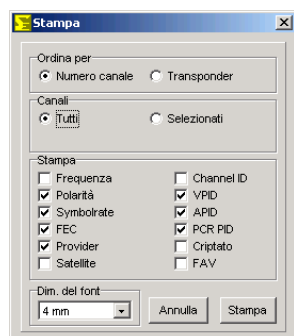 Stampa
Ordina per
Numero canale Transponder
Canali
Tutti Selezionati
Stampa
Frequenza Channel ID
Polarità VPID
Symbolrate APID
FEC PCR PID
Provider Criptato
Satellite FAV
Dim. del font
4 mm Annulla Stampa